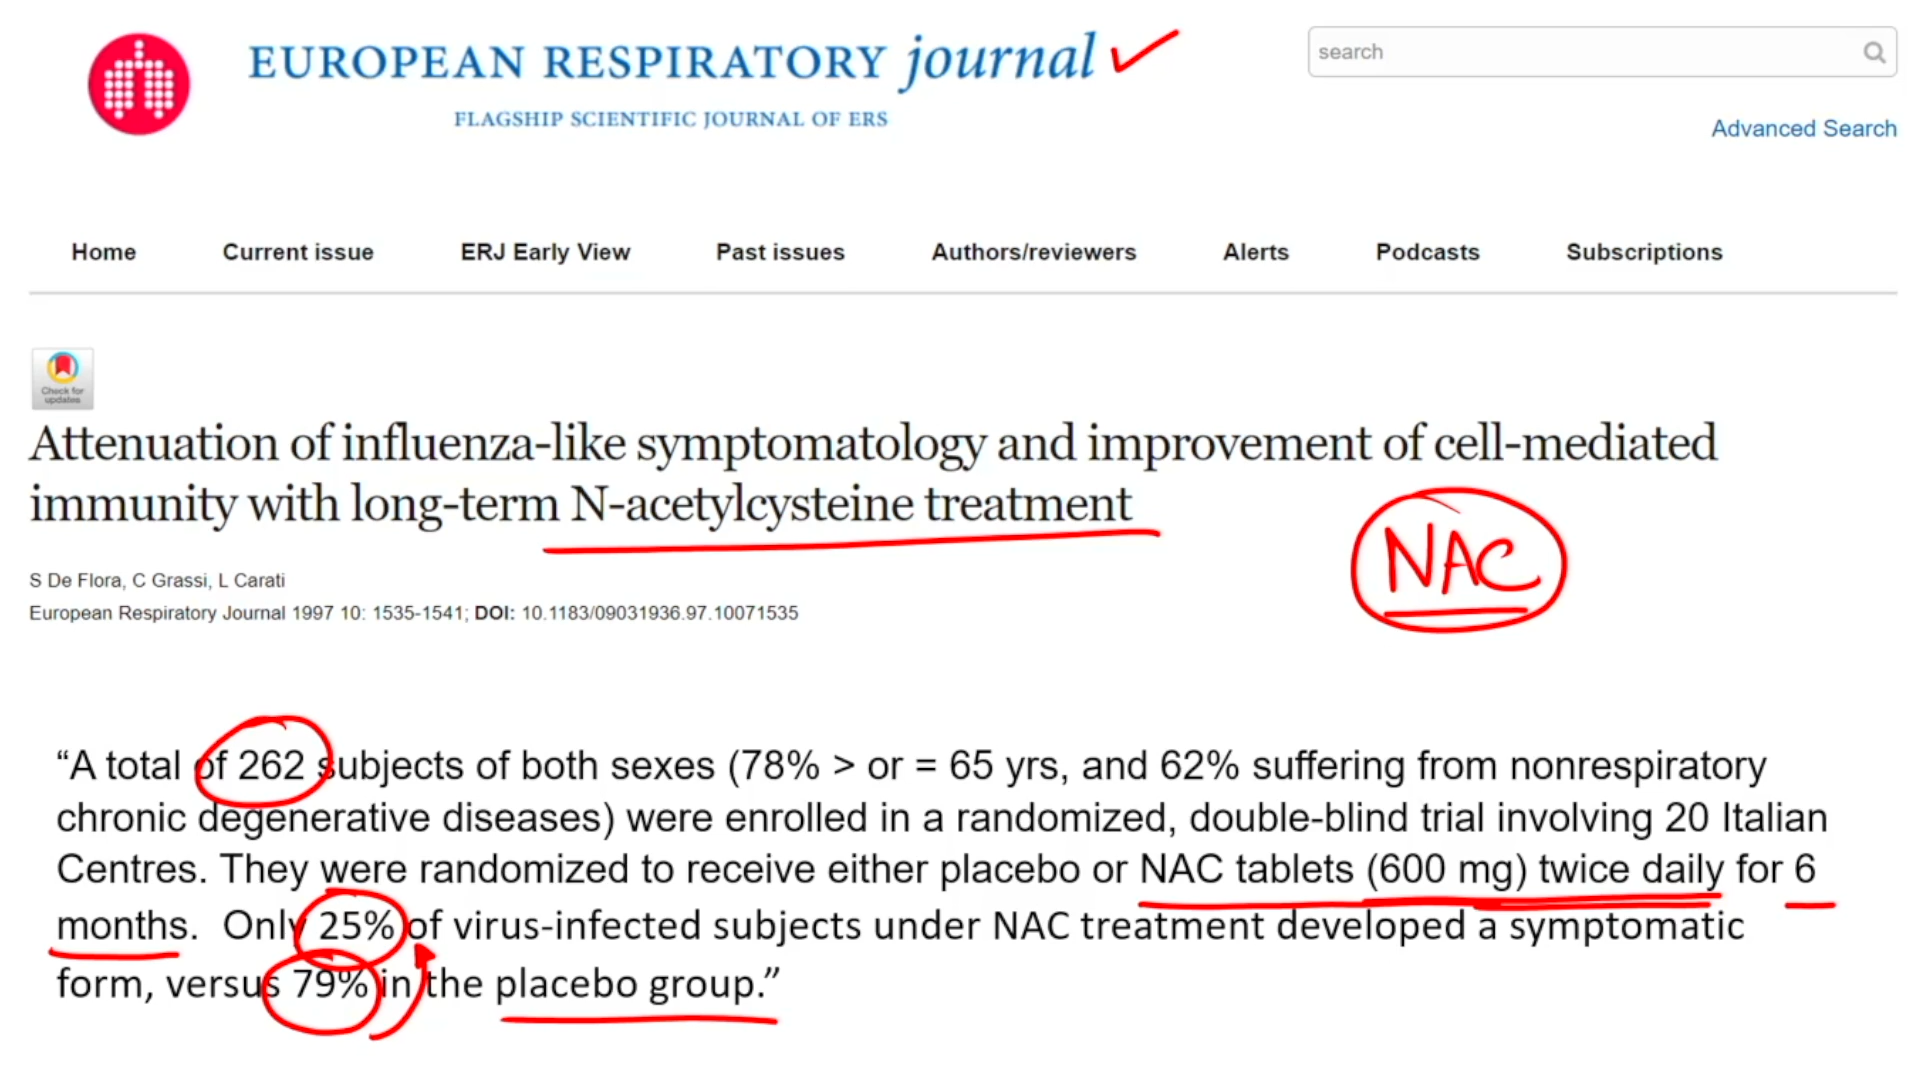 EUROPEAN RESPIRATORY journal
FLAGSHIP SCIENTIFIC JOURNAL OF ERS
search
Advanced Search
Home Current issue ERJ Early View Past issues Authors/reviewers Alerts Podcasts Subscriptions
Check for
updates
Attenuation of influenza-like symptomatology and improvement of cell-mediated
immunity with long-term N-acetylcysteine treatment
NAC
S De Flora, C Grassi, L Carati
European Respiratory Journal 1997 10: 1535-1541; DOI: 10.1183/09031936.97.10071535
“A total of 262 subjects of both sexes (78% > or = 65 yrs, and 62% suffering from nonrespiratory
chronic degenerative diseases) were enrolled in a randomized, double-blind trial involving 20 Italian
Centres. They were randomized to receive either placebo or NAC tablets (600 mg) twice daily for 6
months. Only 25% of virus-infected subjects under NAC treatment developed a symptomatic
form, versus 79% in the placebo group.”